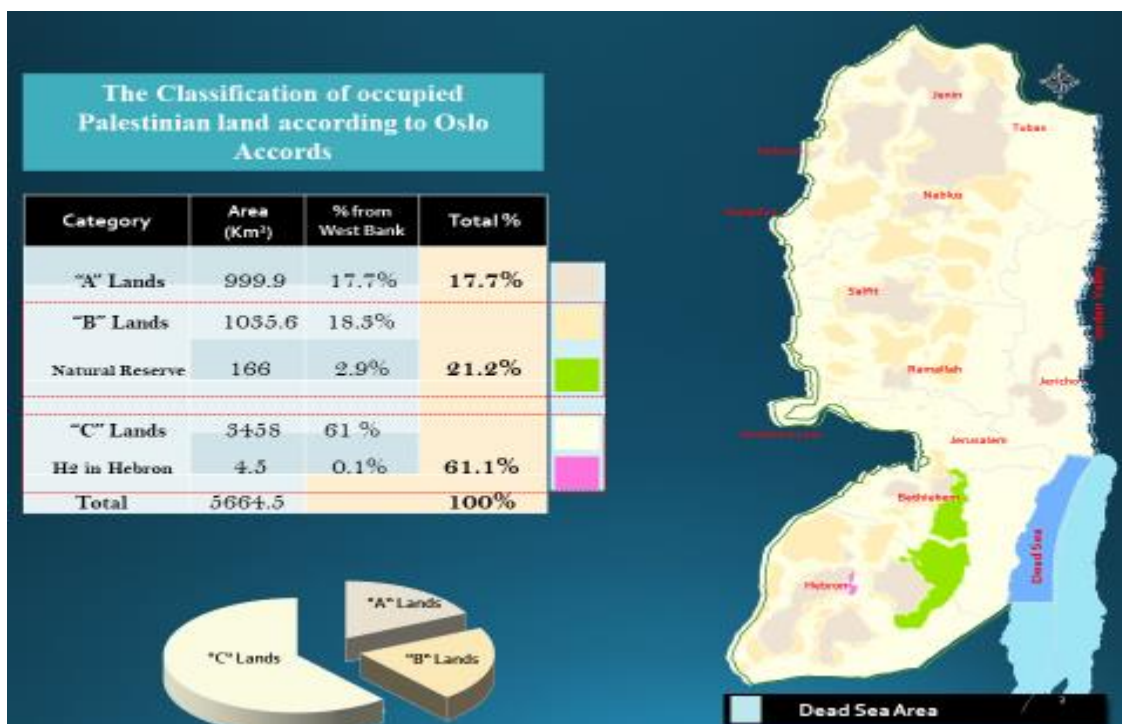 The Classification of occupied
Palestinian land according to Oslo
Accords
Category Area (Km²) % from West Bank Total %
"A" Lands 999.9 17.7% 17.7%
"B" Lands 1035.6 18.3%
Natural Reserve 166 2.9% 21.2%
"C" Lands 3458 61 %
H2 in Hebron 4.5 0.1% 61.1%
Total 5664.5 100%
"A" Lands
"B" Lands
"C" Lands
Jenin
Tubas
Nablus
Salfit
Ramallah
Jericho
Jordan Valley
Jerusalem
Bethlehem
Hebron
Dead Sea
Dead Sea Area